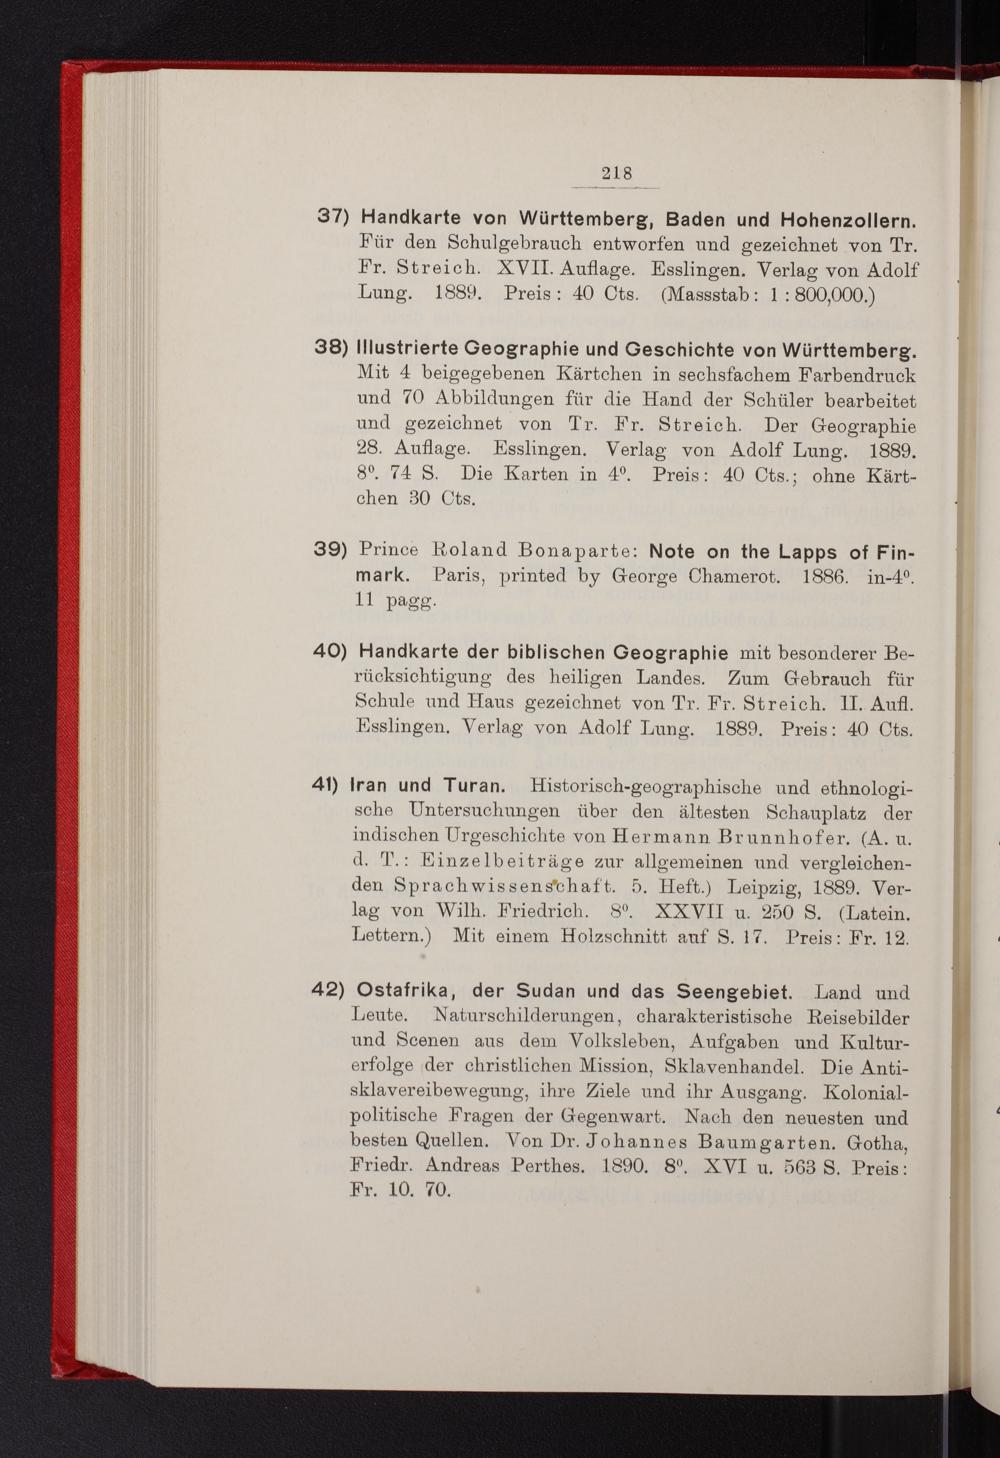 218
37) Handkarte von Württemberg, Baden und Hohenzollern.
Für den Schulgebrauch entworfen und gezeichnet von Tr.
Fr. Streich. XVII. Auflage. Esslingen. Verlag von Adolf
Lung. 1889. Preis: 40 Cts. (Massstab: 1 : 800,000.)
38) Illustrierte Geographie und Geschichte von Württemberg.
Mit 4 beigegebenen Kärtchen in sechsfachem Farbendruck
und 70 Abbildungen für die Hand der Schüler bearbeitet
und gezeichnet von Tr. Fr. Streich. Der Geographie
28. Auflage. Esslingen. Verlag von Adolf Lung. 1889.
8⁰. 74 S. Die Karten in 4⁰. Preis: 40 Cts.; ohne Kärt-
chen 30 Cts.
39) Prince Roland Bonaparte: Note on the Lapps of Fin-
mark. Paris, printed by George Chamerot. 1886. in-4⁰.
11 pagg.
40) Handkarte der biblischen Geographie mit besonderer Be-
rücksichtigung des heiligen Landes. Zum Gebrauch für
Schule und Haus gezeichnet von Tr. Fr. Streich. II. Aufl.
Esslingen. Verlag von Adolf Lung. 1889. Preis: 40 Cts.
41) Iran und Turan. Historisch-geographische und ethnologi-
sche Untersuchungen über den ältesten Schauplatz der
indischen Urgeschichte von Hermann Brunnhofer. (A. u.
d. T.: Einzelbeiträge zur allgemeinen und vergleichen-
den Sprachwissenschaft. 5. Heft.) Leipzig, 1889. Ver-
lag von Wilh. Friedrich. 8⁰. XXVII u. 250 S. (Latein.
Lettern.) Mit einem Holzschnitt auf S. 17. Preis: Fr. 12.
42) Ostafrika, der Sudan und das Seengebiet. Land und
Leute. Naturschilderungen, charakteristische Reisebilder
und Scenen aus dem Volksleben, Aufgaben und Kultur-
erfolge der christlichen Mission, Sklavenhandel. Die Anti-
sklavereibewegung, ihre Ziele und ihr Ausgang. Kolonial-
politische Fragen der Gegenwart. Nach den neuesten und
besten Quellen. Von Dr. Johannes Baumgarten. Gotha,
Friedr. Andreas Perthes. 1890. 8⁰. XVI u. 563 S. Preis:
Fr. 10. 70.